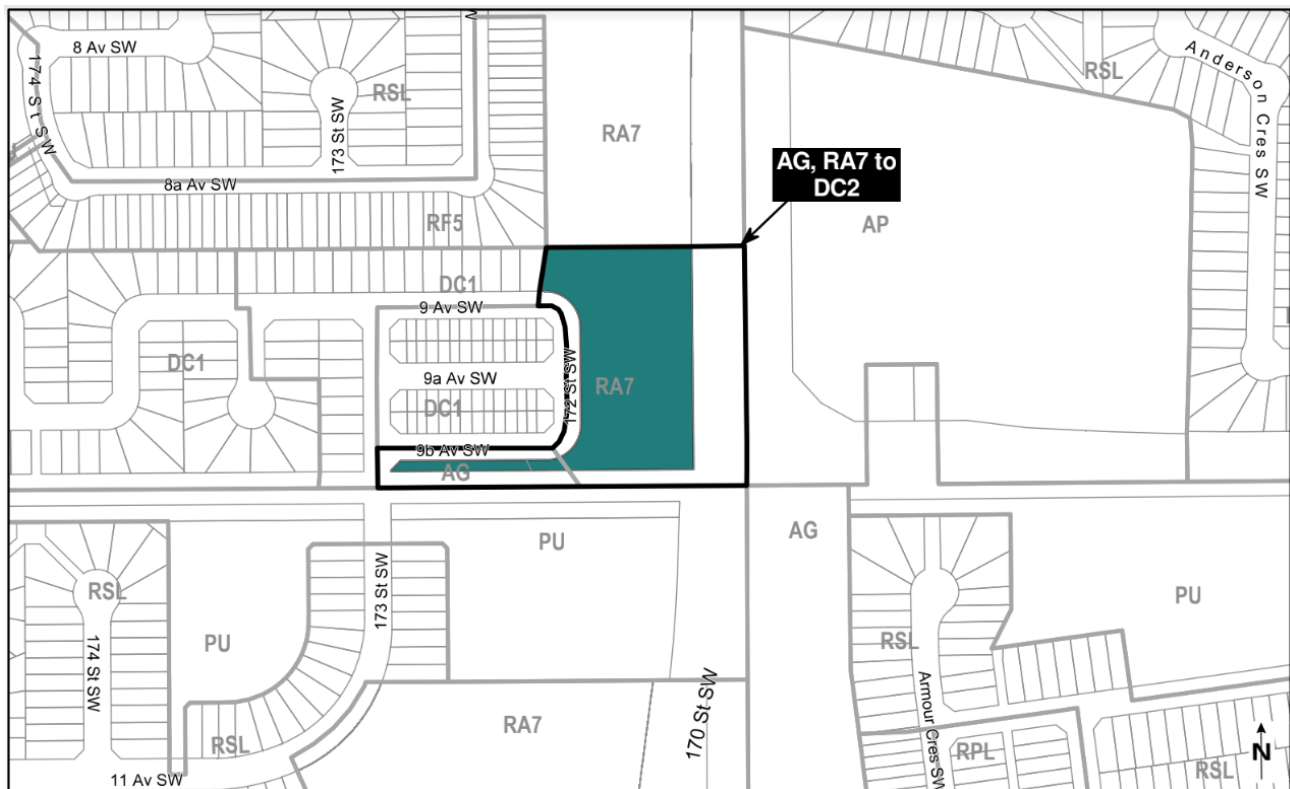 W
8 Av SW
Anderson Cres SW
RSL
174 St SW
RSL
RA7
173 St SW
AG, RA7 to
DC2
8a Av SW
RF5
AP
DC1
9 Av SW
DC1
9a Av SW
172 St SW
RA7
DC1
9b Av SW
AG
AG
PU
173 St SW
RSL
PU
PU
RSL
174 St SW
Armour Cres SW
170 St SW
RA7
RSL
RPL
N
RSL
11 Av SW